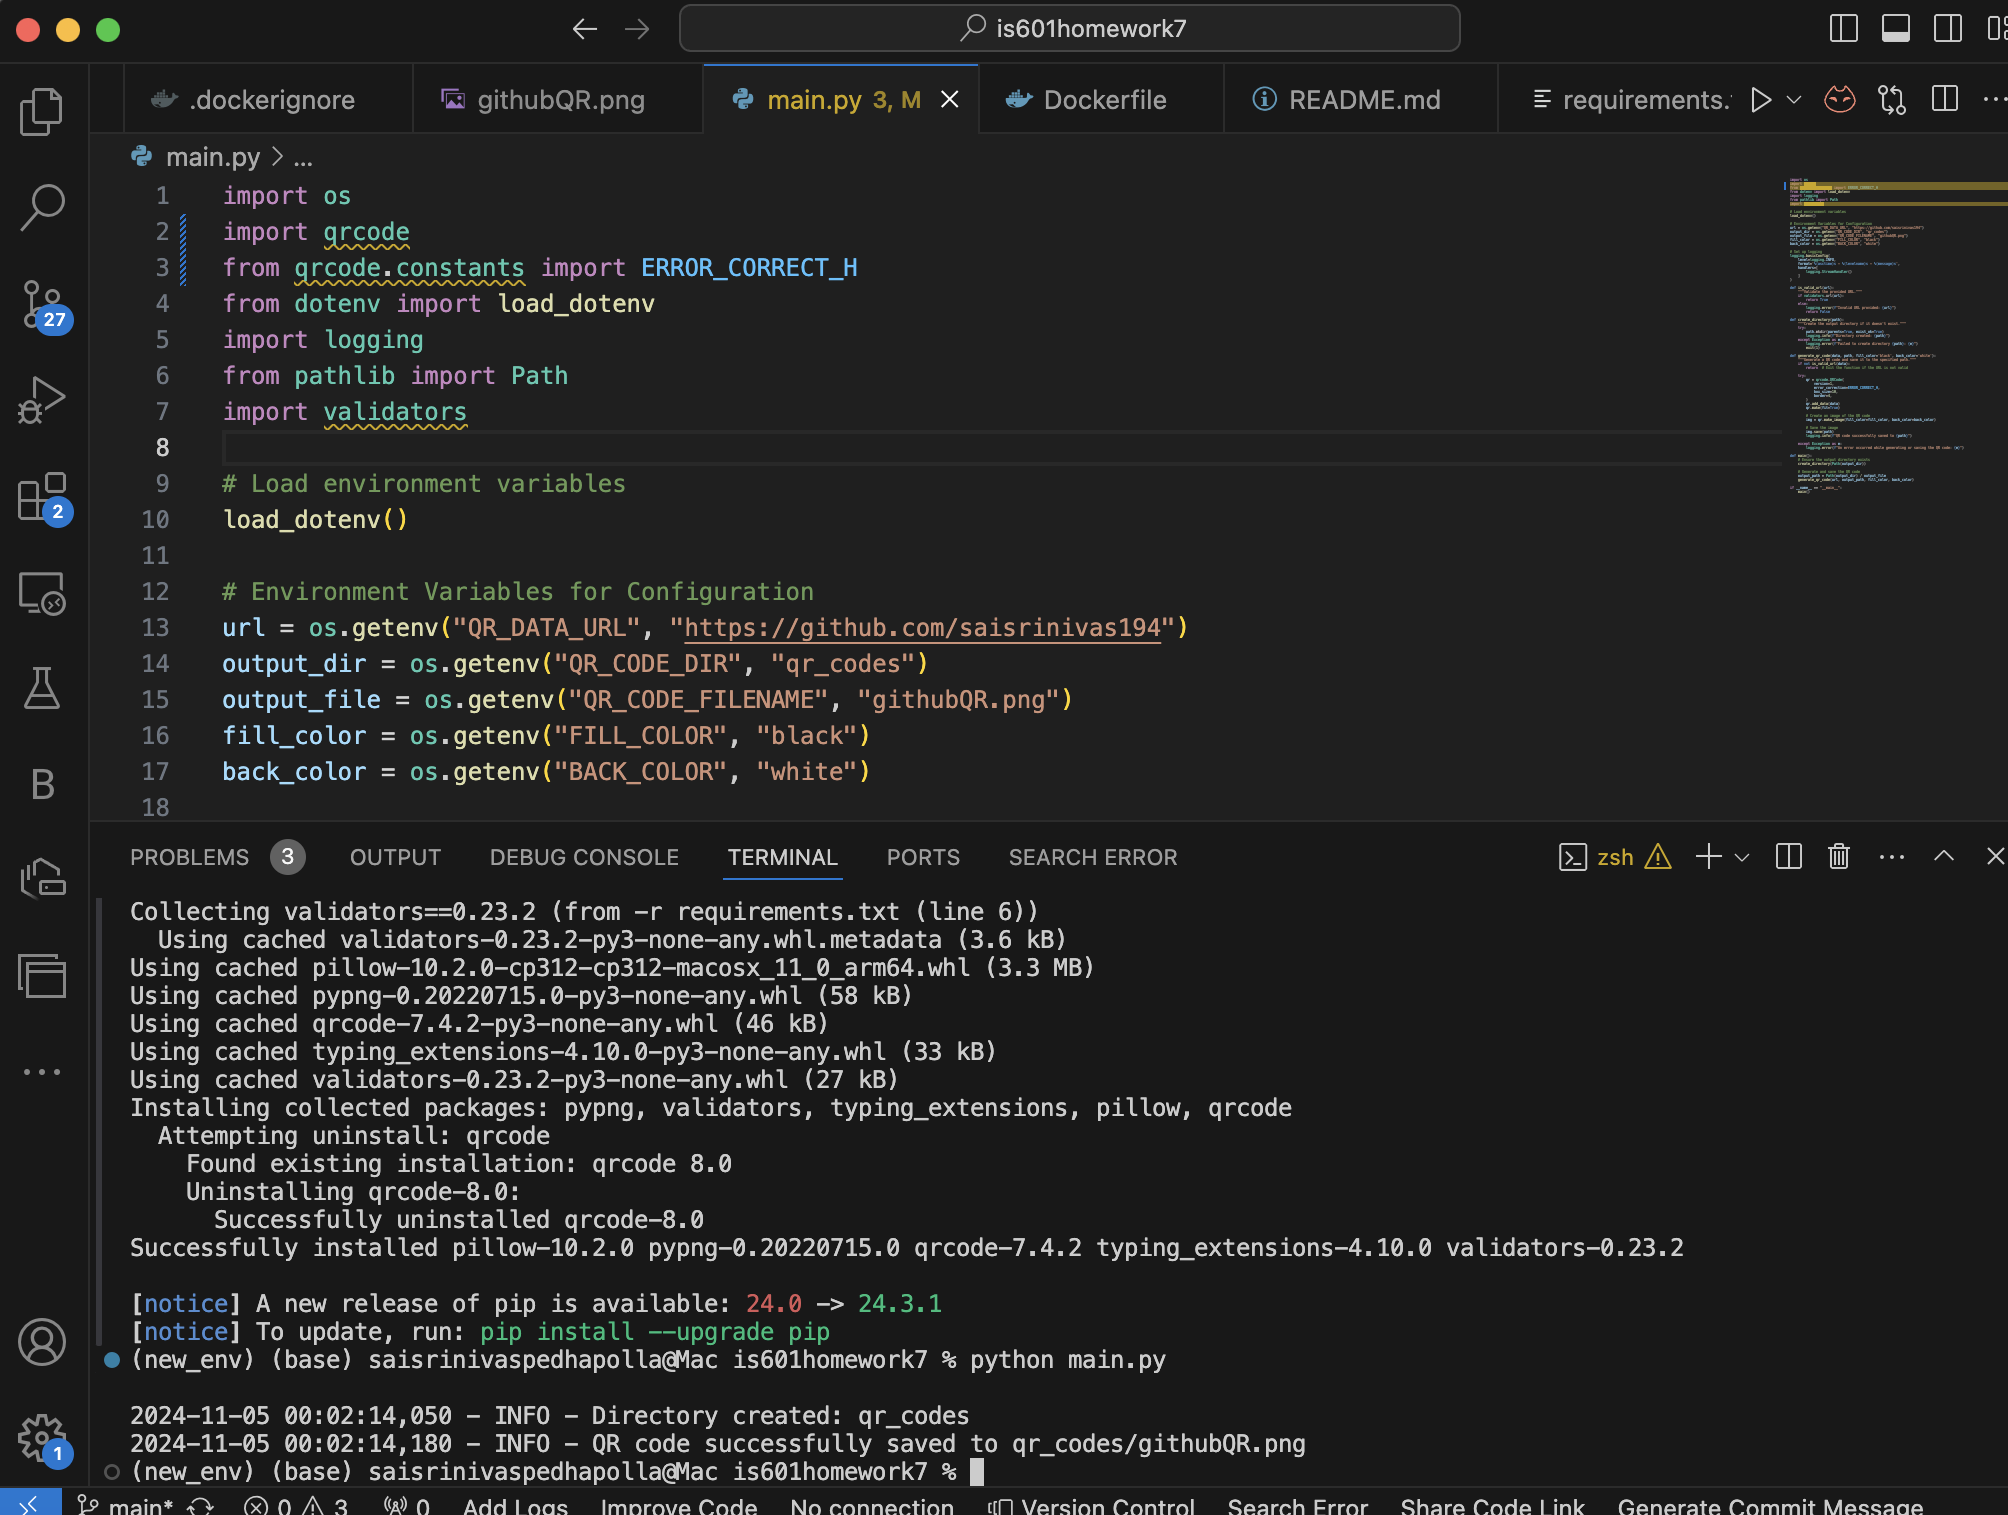 is601homework7
.dockerignore
githubQR.png
main.py 3, M
Dockerfile
README.md
requirements.
main.py > ...
1 import os
2 import qrcode
3 from qrcode.constants import ERROR_CORRECT_H
4 from dotenv import load_dotenv
5 import logging
6 from pathlib import Path
7 import validators
8
9 # Load environment variables
10 load_dotenv()
11
12 # Environment Variables for Configuration
13 url = os.getenv("QR_DATA_URL", "https://github.com/saisrinivas194")
14 output_dir = os.getenv("QR_CODE_DIR", "qr_codes")
15 output_file = os.getenv("QR_CODE_FILENAME", "githubQR.png")
16 fill_color = os.getenv("FILL_COLOR", "black")
17 back_color = os.getenv("BACK_COLOR", "white")
18
27
2
B
1
PROBLEMS 3 OUTPUT DEBUG CONSOLE TERMINAL PORTS SEARCH ERROR zsh
Collecting validators==0.23.2 (from -r requirements.txt (line 6))
Using cached validators-0.23.2-py3-none-any.whl.metadata (3.6 kB)
Using cached pillow-10.2.0-cp312-cp312-macosx_11_0_arm64.whl (3.3 MB)
Using cached pypng-0.20220715.0-py3-none-any.whl (58 kB)
Using cached qrcode-7.4.2-py3-none-any.whl (46 kB)
Using cached typing_extensions-4.10.0-py3-none-any.whl (33 kB)
Using cached validators-0.23.2-py3-none-any.whl (27 kB)
Installing collected packages: pypng, validators, typing_extensions, pillow, qrcode
Attempting uninstall: qrcode
Found existing installation: qrcode 8.0
Uninstalling qrcode-8.0:
Successfully uninstalled qrcode-8.0
Successfully installed pillow-10.2.0 pypng-0.20220715.0 qrcode-7.4.2 typing_extensions-4.10.0 validators-0.23.2
[notice] A new release of pip is available: 24.0 -> 24.3.1
[notice] To update, run: pip install --upgrade pip
(new_env) (base) saisrinivaspedhapolla@Mac is601homework7 % python main.py
2024-11-05 00:02:14,050 - INFO - Directory created: qr_codes
2024-11-05 00:02:14,180 - INFO - QR code successfully saved to qr_codes/githubQR.png
(new_env) (base) saisrinivaspedhapolla@Mac is601homework7 %
main* 0 3 0 Add Logs Improve Code No connection Version Control Search Error Share Code Link Generate Commit Message